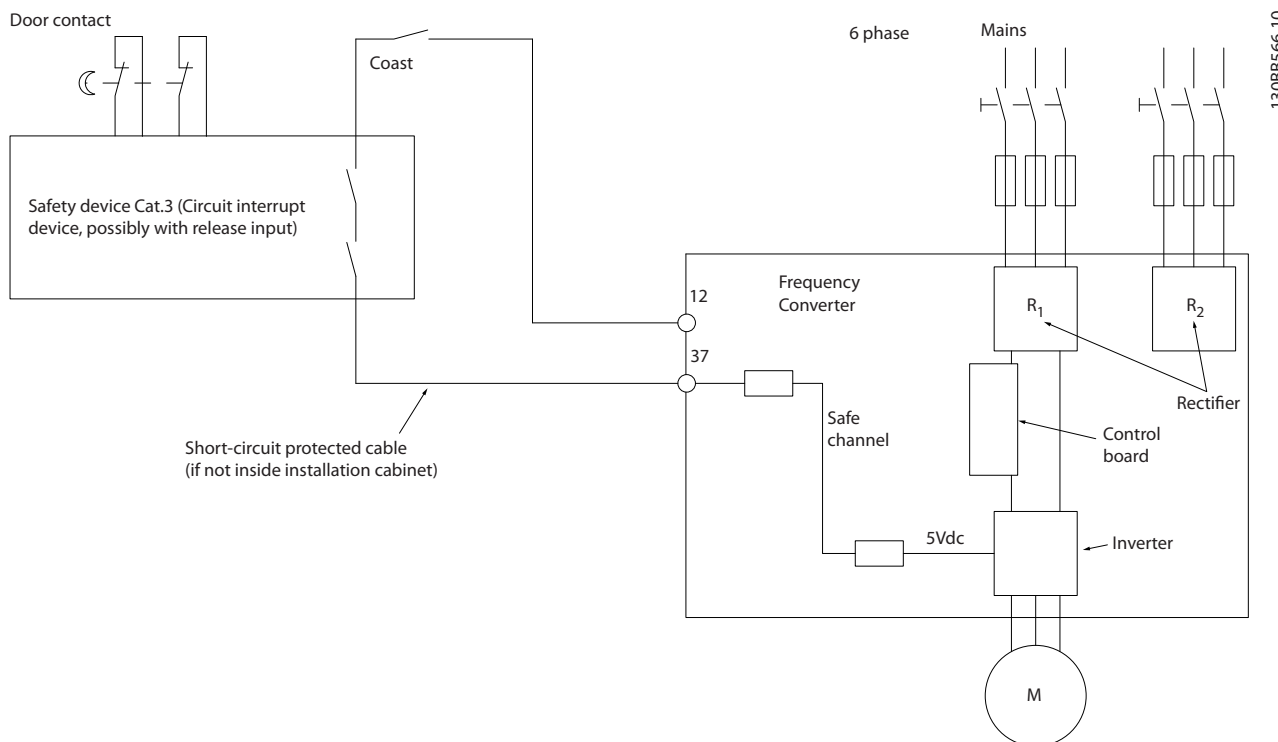 Door contact
Coast
6 phase
Mains
130BB566.10
Safety device Cat.3 (Circuit interrupt
device, possibly with release input)
12
37
Frequency
Converter
R1
R2
Rectifier
Safe
channel
Control
board
Short-circuit protected cable
(if not inside installation cabinet)
5Vdc
Inverter
M